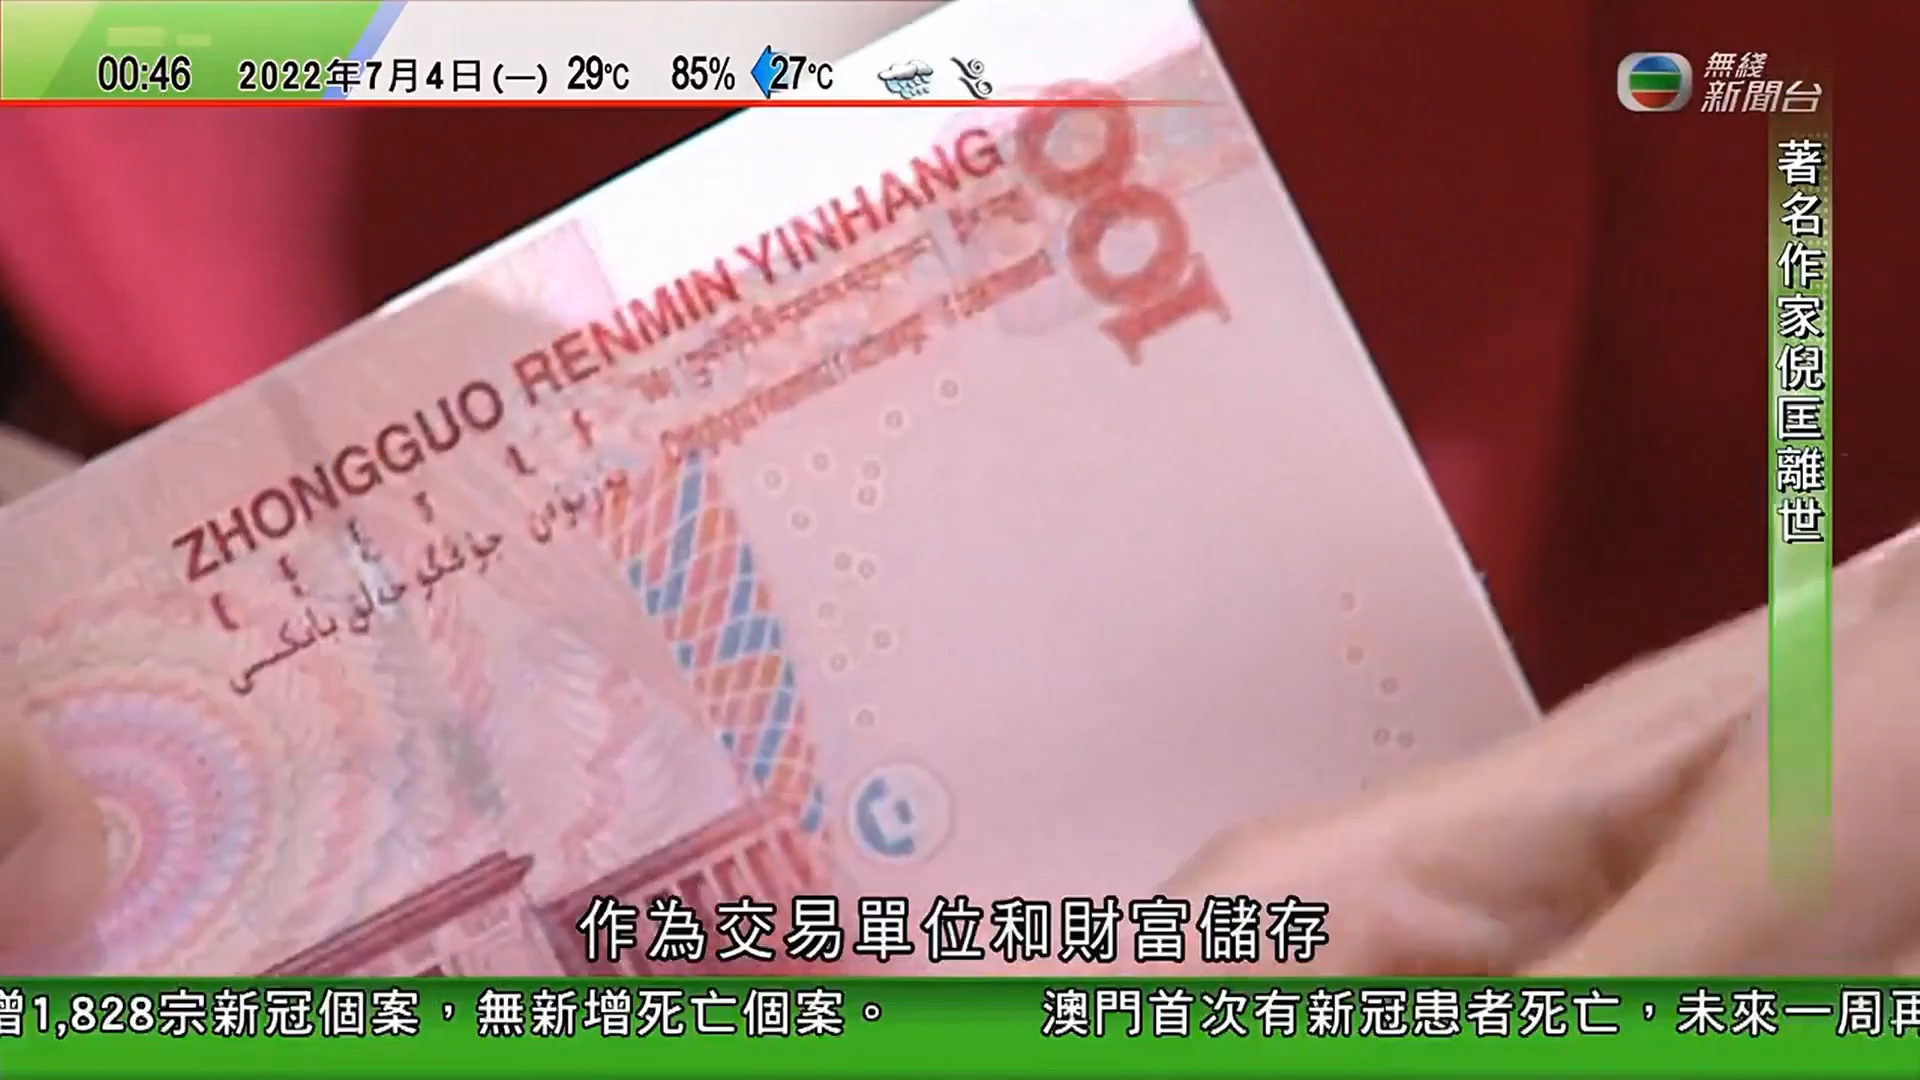 00:46 2022年7月4日(一) 29℃ 85% 27℃
無綫
新聞台
著名作家倪匡離世
ZHONGGUO RENMIN YINHANG
100
جۇڭگو خەلق بانكىسى
作為交易單位和財富儲存
增1,828宗新冠個案，無新增死亡個案。 澳門首次有新冠患者死亡，未來一周再